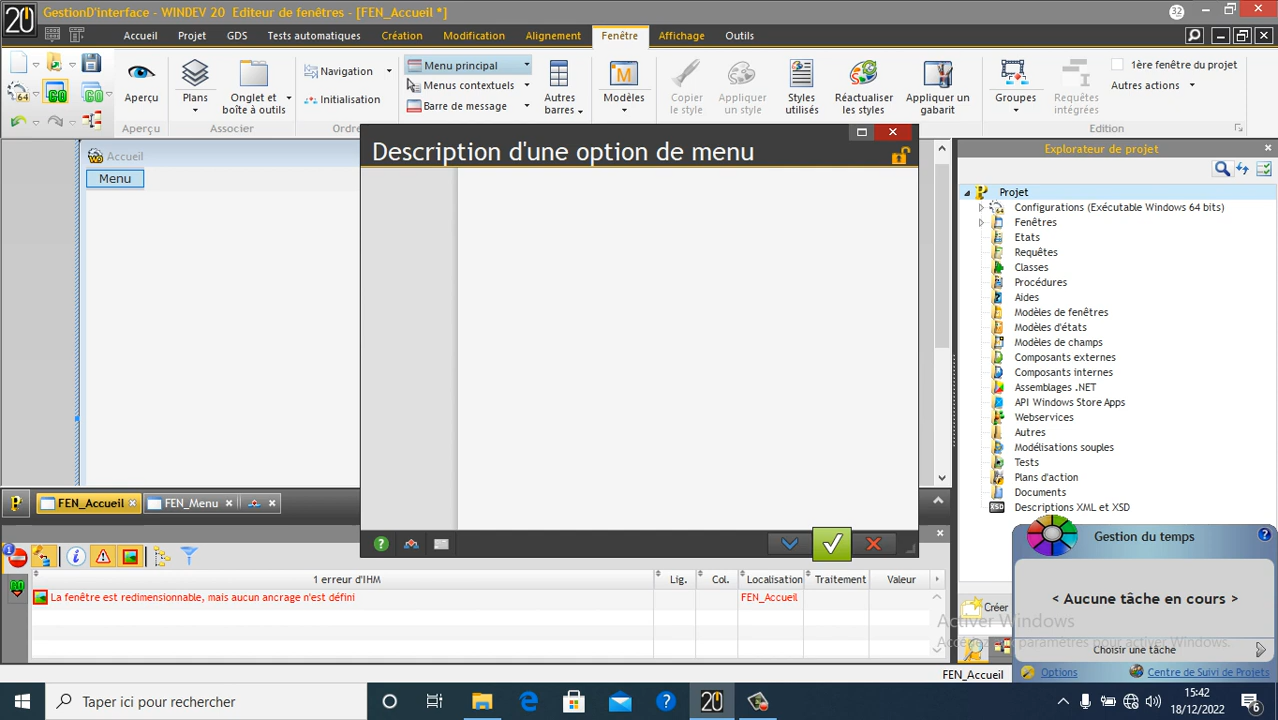 GestionD'interface - WINDEV 20 Editeur de fenêtres - [FEN_Accueil *]
32
20
Accueil Projet GDS Tests automatiques Création Modification Alignement Fenêtre Affichage Outils
Aperçu
Plans
Onglet et boîte à outils
Navigation
Initialisation
Menu principal
Menus contextuels
Barre de message
Autres barres
Modèles
Copier le style
Appliquer un style
Styles utilisés
Réactualiser les styles
Appliquer un gabarit
Groupes
Requêtes intégrées
1ère fenêtre du projet
Autres actions
Aperçu Associer Ordre Edition
Accueil
Menu
Description d'une option de menu
Explorateur de projet
Projet
Configurations (Exécutable Windows 64 bits)
Fenêtres
Etats
Requêtes
Classes
Procédures
Aides
Modèles de fenêtres
Modèles d'états
Modèles de champs
Composants externes
Composants internes
Assemblages .NET
API Windows Store Apps
Webservices
Autres
Modélisations souples
Tests
Plans d'action
Documents
XSD Descriptions XML et XSD
FEN_Accueil FEN_Menu
1 erreur d'IHM Lig. Col. Localisation Traitement Valeur
La fenêtre est redimensionnable, mais aucun ancrage n'est défini FEN_Accueil
Gestion du temps
< Aucune tâche en cours >
Choisir une tâche
Options Centre de Suivi de Projets
Créer
Activer Windows
paramètres pour activer Windows.
FEN_Accueil
Taper ici pour rechercher
15:42
18/12/2022
6